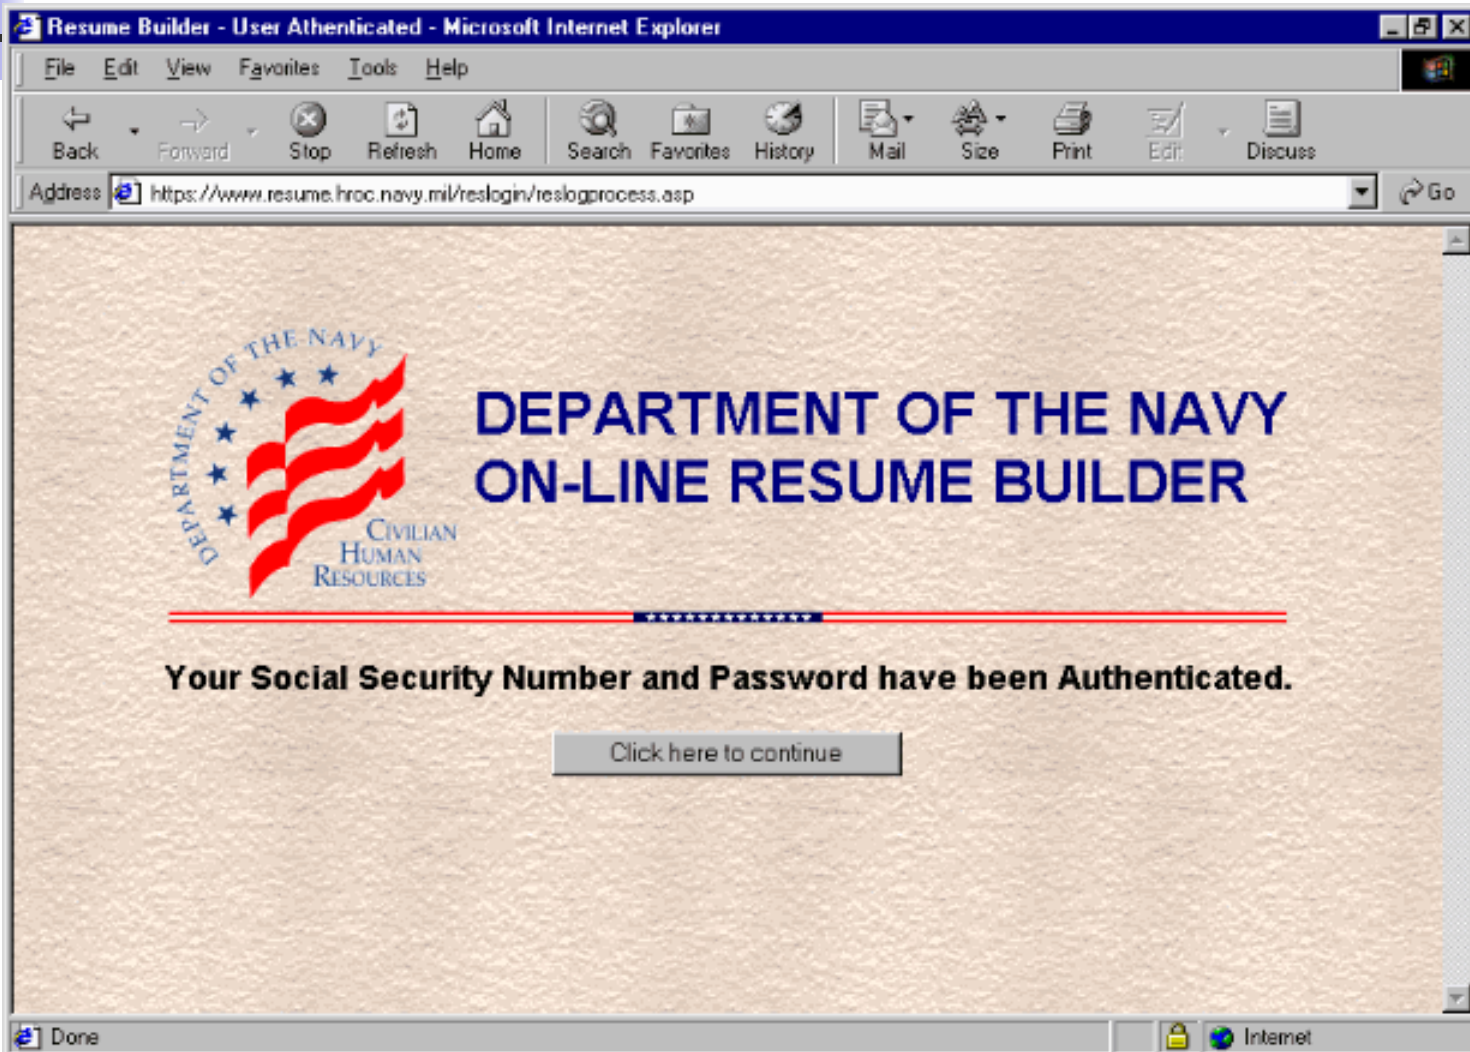 Resume Builder - User Athenticated - Microsoft Internet Explorer
File Edit View Favorites Tools Help
Back Forward Stop Refresh Home Search Favorites History Mail Size Print Edit Discuss
Address https://www.resume.hroc.navy.mil/reslogin/reslogprocess.asp Go
DEPARTMENT OF THE NAVY
CIVILIAN
HUMAN
RESOURCES
DEPARTMENT OF THE NAVY
ON-LINE RESUME BUILDER
Your Social Security Number and Password have been Authenticated.
Click here to continue
Done Internet